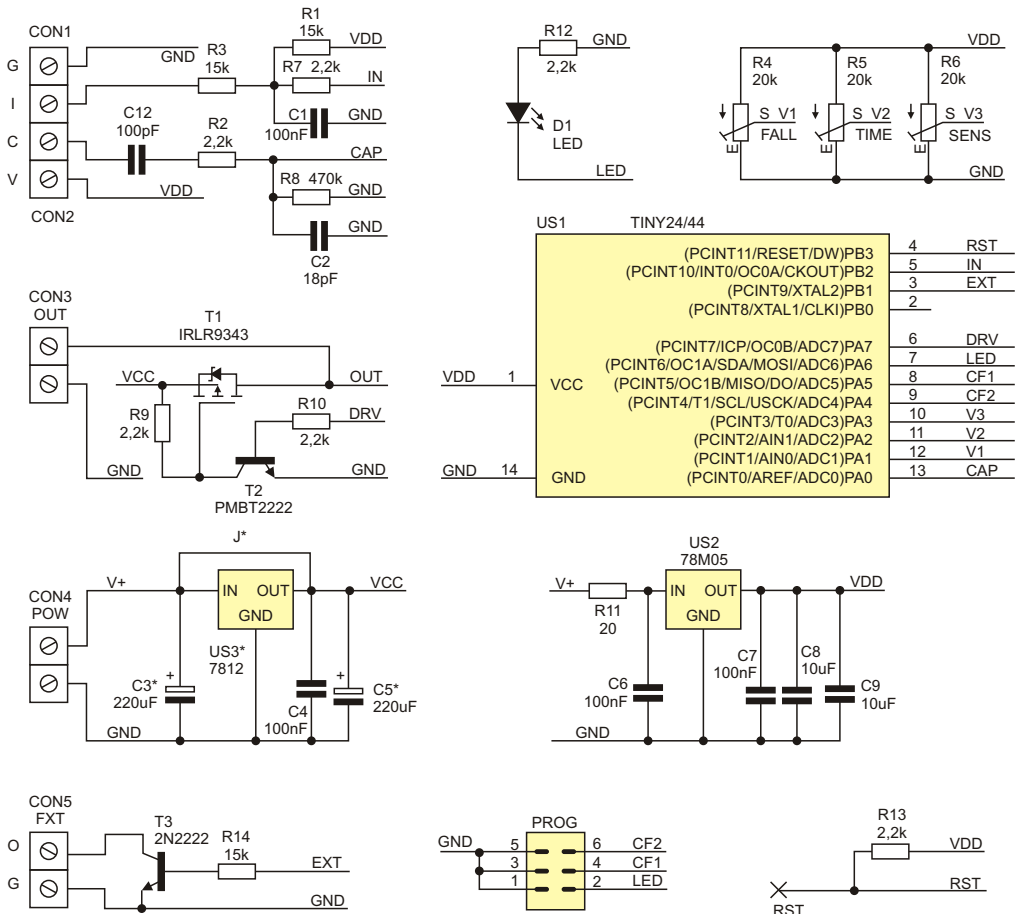 CON1
G
I
C
V
CON2
GND
R3
15k
R1
15k
VDD
R7 2,2k
IN
C1
100nF
GND
C12
100pF
R2
2,2k
CAP
R8 470k
GND
GND
C2
18pF
VDD
R12
2,2k
GND
D1
LED
LED
VDD
R4
20k
R5
20k
R6
20k
S V1
FALL
E
S V2
TIME
E
S V3
SENS
E
GND
CON3
OUT
T1
IRLR9343
VCC
OUT
R9
2,2k
R10
2,2k
DRV
GND
GND
T2
PMBT2222
US1
TINY24/44
VDD 1 VCC
GND 14 GND
(PCINT11/RESET/DW)PB3 4 RST
(PCINT10/INT0/OC0A/CKOUT)PB2 5 IN
(PCINT9/XTAL2)PB1 3 EXT
(PCINT8/XTAL1/CLKI)PB0 2
(PCINT7/ICP/OC0B/ADC7)PA7 6 DRV
(PCINT6/OC1A/SDA/MOSI/ADC6)PA6 7 LED
(PCINT5/OC1B/MISO/DO/ADC5)PA5 8 CF1
(PCINT4/T1/SCL/USCK/ADC4)PA4 9 CF2
(PCINT3/T0/ADC3)PA3 10 V3
(PCINT2/AIN1/ADC2)PA2 11 V2
(PCINT1/AIN0/ADC1)PA1 12 V1
(PCINT0/AREF/ADC0)PA0 13 CAP
CON4
POW
V+
J*
IN OUT
GND
US3*
7812
VCC
C3*
220uF
+
C4
100nF
+
C5*
220uF
GND
V+
R11
20
US2
78M05
IN OUT
GND
VDD
C6
100nF
C7
100nF
C8
10uF
C9
10uF
GND
CON5
FXT
O
G
T3
2N2222
R14
15k
EXT
GND
PROG
GND
5 6 CF2
3 4 CF1
1 2 LED
R13
2,2k
VDD
RST
RST